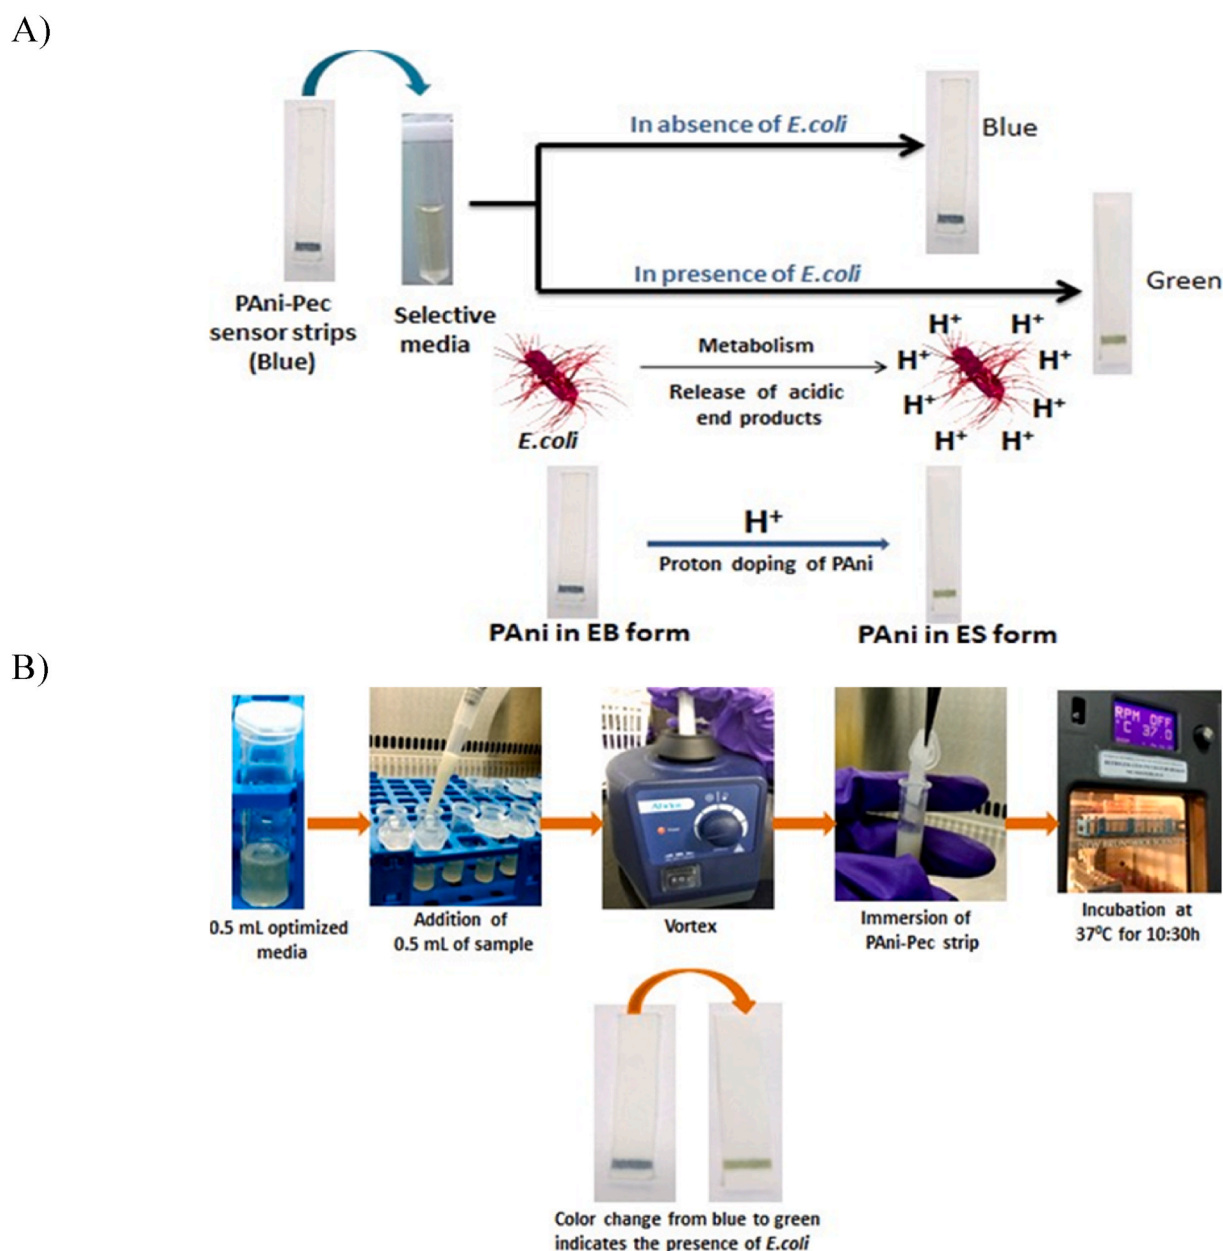 A)
In absence of E.coli
Blue
In presence of E.coli
Green
PAni-Pec
sensor strips
(Blue)
Selective
media
Metabolism
Release of acidic
end products
H+
H+
H+
H+
H+
H+
H+
H+
E.coli
H+
Proton doping of PAni
PAni in EB form
PAni in ES form
B)
RPM OFF
°C 37.0
0.5 mL optimized
media
Addition of
0.5 mL of sample
Vortex
Immersion of
PAni-Pec strip
Incubation at
37⁰C for 10:30h
Color change from blue to green
indicates the presence of E.coli